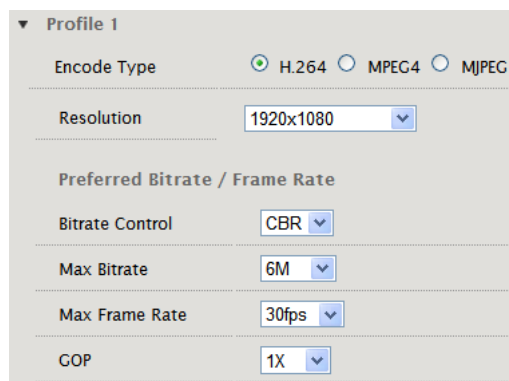 Profile 1
Encode Type H.264 MPEG4 MJPEG
Resolution 1920x1080
Preferred Bitrate / Frame Rate
Bitrate Control CBR
Max Bitrate 6M
Max Frame Rate 30fps
GOP 1X